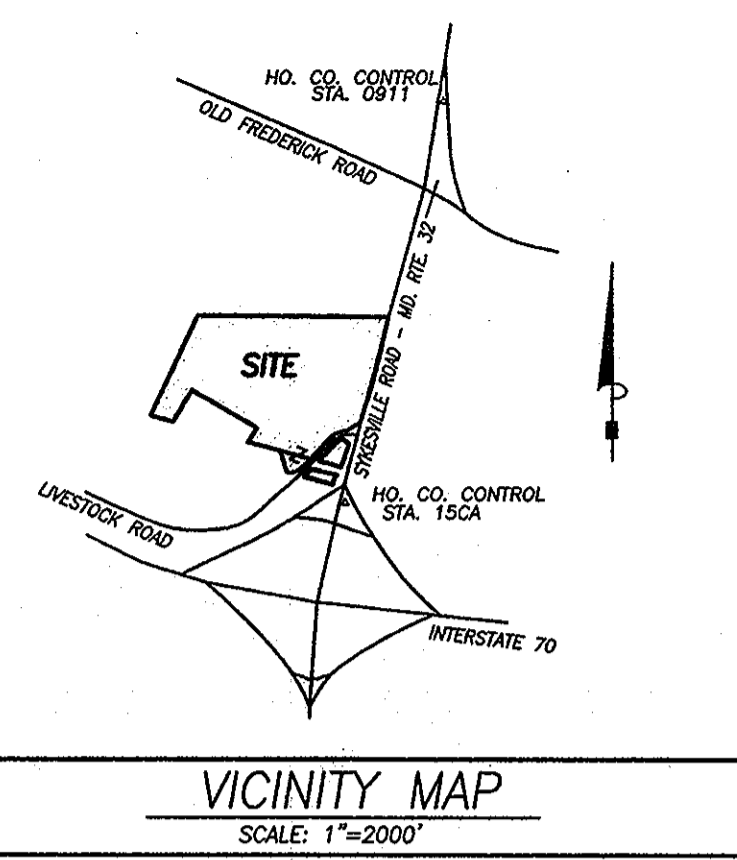 HO. CO. CONTROL
STA. 0911
OLD FREDERICK ROAD
SYKESVILLE ROAD - MD. RTE. 32
SITE
HO. CO. CONTROL
STA. 15CA
LIVESTOCK ROAD
INTERSTATE 70
VICINITY MAP
SCALE: 1"=2000'